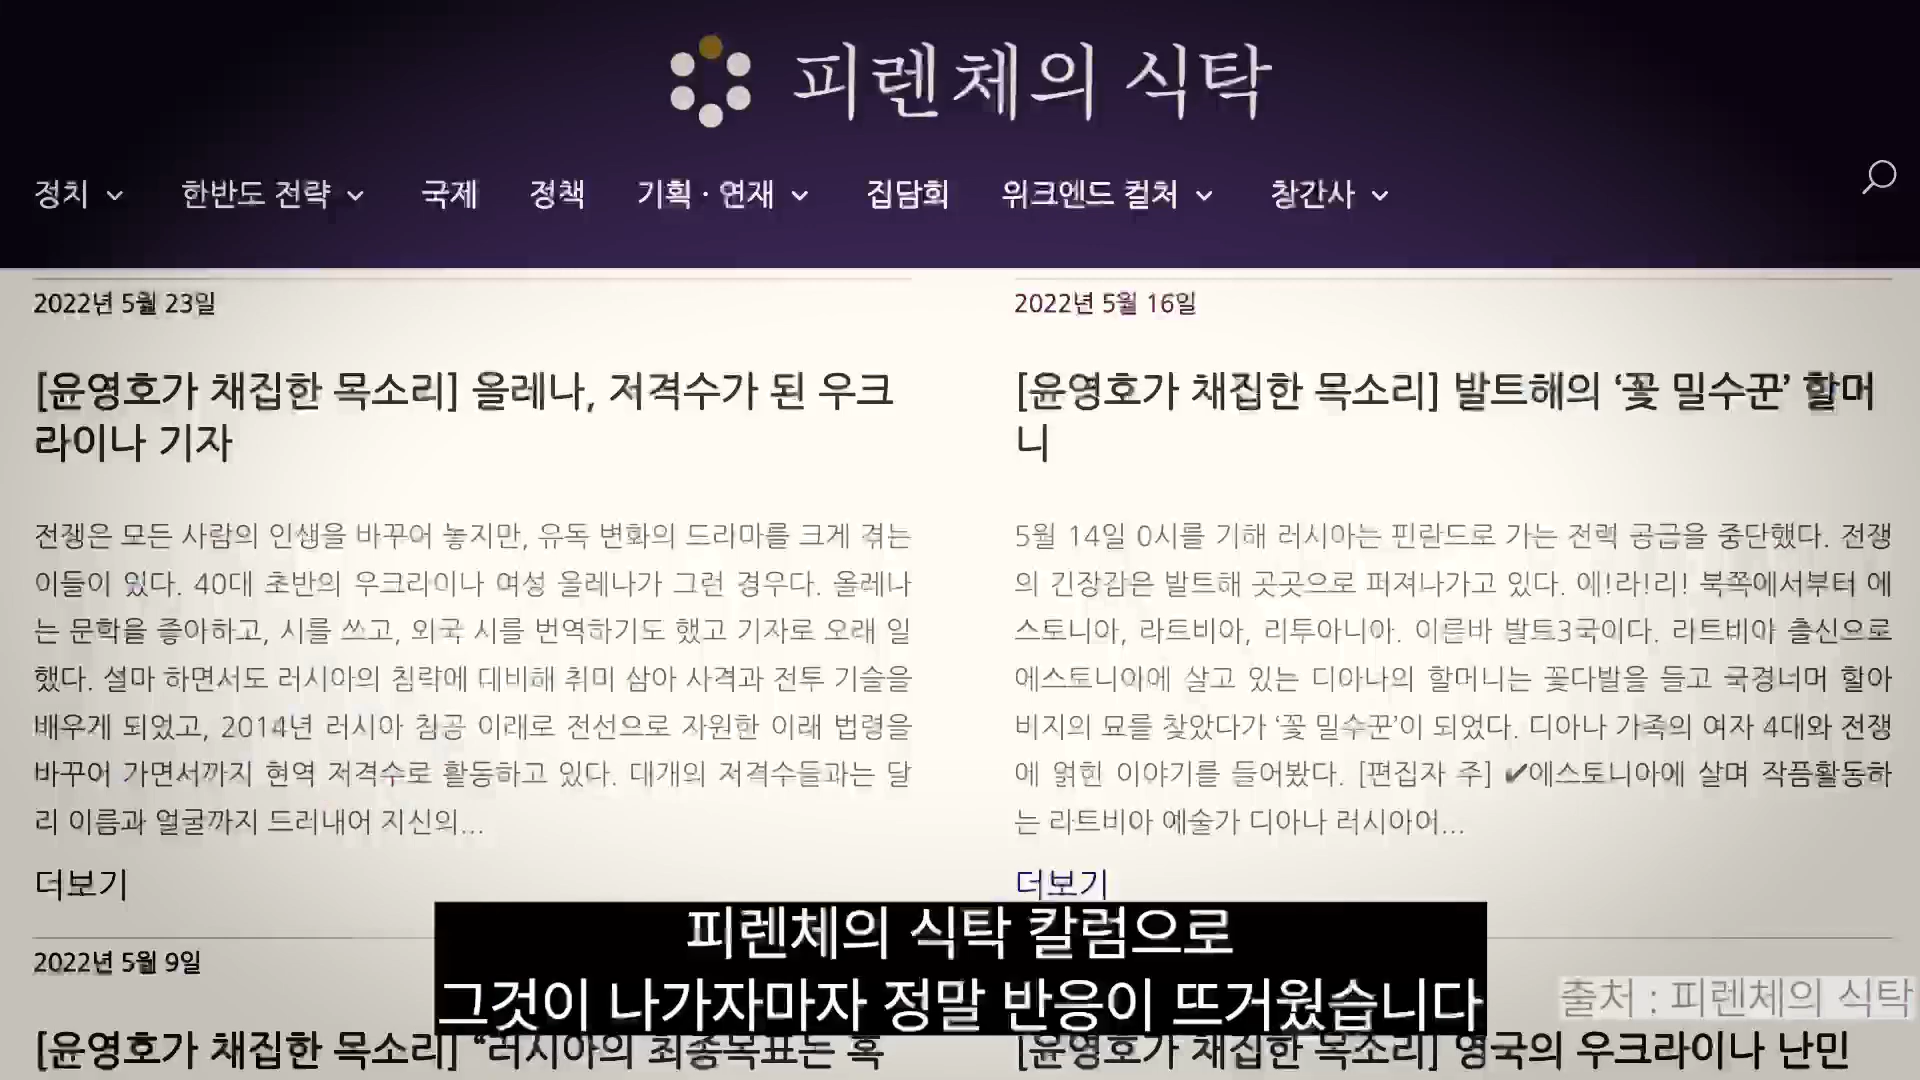 피렌체의 식탁
정치 한반도 전략 국제 정책 기획 · 연재 집담회 위크엔드 컬처 창간사
2022년 5월 23일
[윤영호가 채집한 목소리] 올레나, 저격수가 된 우크
라이나 기자
전쟁은 모든 사람의 인생을 바꾸어 놓지만, 유독 변화의 드라마를 크게 겪는
이들이 있다. 40대 초반의 우크라이나 여성 올레나가 그런 경우다. 올레나
는 문학을 좋아하고, 시를 쓰고, 외국 시를 번역하기도 했고 기자로 오래 일
했다. 설마 하면서도 러시아의 침략에 대비해 취미 삼아 사격과 전투 기술을
배우게 되었고, 2014년 러시아 침공 이래로 전선으로 자원한 이래 법령을
바꾸어 가면서까지 현역 저격수로 활동하고 있다. 대개의 저격수들과는 달
리 이름과 얼굴까지 드러내어 자신의...
더보기
2022년 5월 16일
[윤영호가 채집한 목소리] 발트해의 ‘꽃 밀수꾼’ 할머
니
5월 14일 0시를 기해 러시아는 핀란드로 가는 전력 공급을 중단했다. 전쟁
의 긴장감은 발트해 곳곳으로 퍼져나가고 있다. 에!라!리! 북쪽에서부터 에
스토니아, 라트비아, 리투아니아. 이른바 발트3국이다. 라트비아 출신으로
에스토니아에 살고 있는 디아나의 할머니는 꽃다발을 들고 국경너머 할아
비지의 묘를 찾았다가 ‘꽃 밀수꾼’이 되었다. 디아나 가족의 여자 4대와 전쟁
에 얽힌 이야기를 들어봤다. [편집자 주] ✔에스토니아에 살며 작품활동하
는 라트비아 예술가 디아나 러시아어...
더보기
2022년 5월 9일
[윤영호가 채집한 목소리] “러시아의 최종목표는 흑
[윤영호가 채집한 목소리] 영국의 우크라이나 난민
피렌체의 식탁 칼럼으로
그것이 나가자마자 정말 반응이 뜨거웠습니다
출처 : 피렌체의 식탁